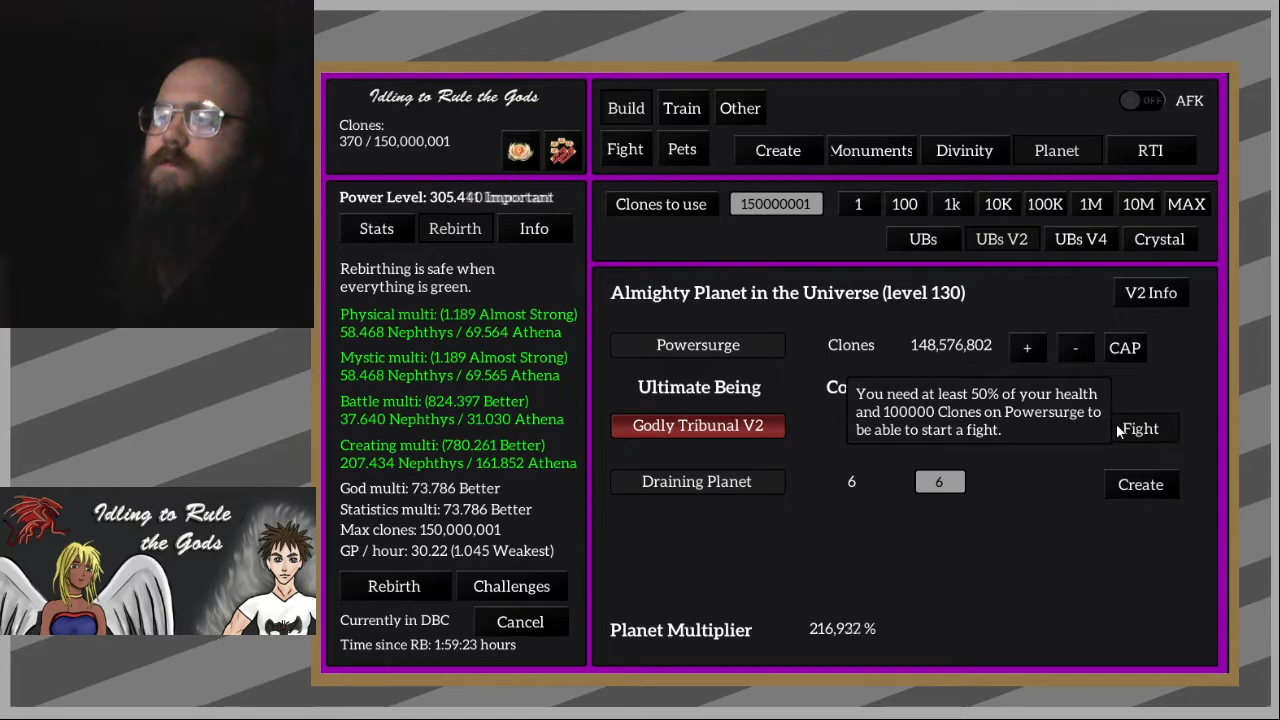 Idling to Rule the Gods
Clones:
370 / 150,000,001
Build
Train
Other
AFK
OFF
Fight
Pets
Create
Monuments
Divinity
Planet
RTI
Power Level: 305.440 Important
Stats
Rebirth
Info
Rebirthing is safe when
everything is green.
Physical multi: (1.189 Almost Strong)
58.468 Nephthys / 69.564 Athena
Mystic multi: (1.189 Almost Strong)
58.468 Nephthys / 69.565 Athena
Battle multi: (824.397 Better)
37.640 Nephthys / 31.030 Athena
Creating multi: (780.261 Better)
207.434 Nephthys / 161.852 Athena
God multi: 73.786 Better
Statistics multi: 73.786 Better
Max clones: 150,000,001
GP / hour: 30.22 (1.045 Weakest)
Rebirth
Challenges
Currently in DBC
Cancel
Time since RB: 1:59:23 hours
Clones to use
150000001
1
100
1k
10K
100K
1M
10M
MAX
UBs
UBs V2
UBs V4
Crystal
Almighty Planet in the Universe (level 130)
V2 Info
Powersurge
Clones
148,576,802
+
-
CAP
Ultimate Being
Co
You need at least 50% of your health
and 100000 Clones on Powersurge to
be able to start a fight.
Godly Tribunal V2
Fight
Draining Planet
6
6
Create
Planet Multiplier
216,932 %
Idling to Rule
the Gods